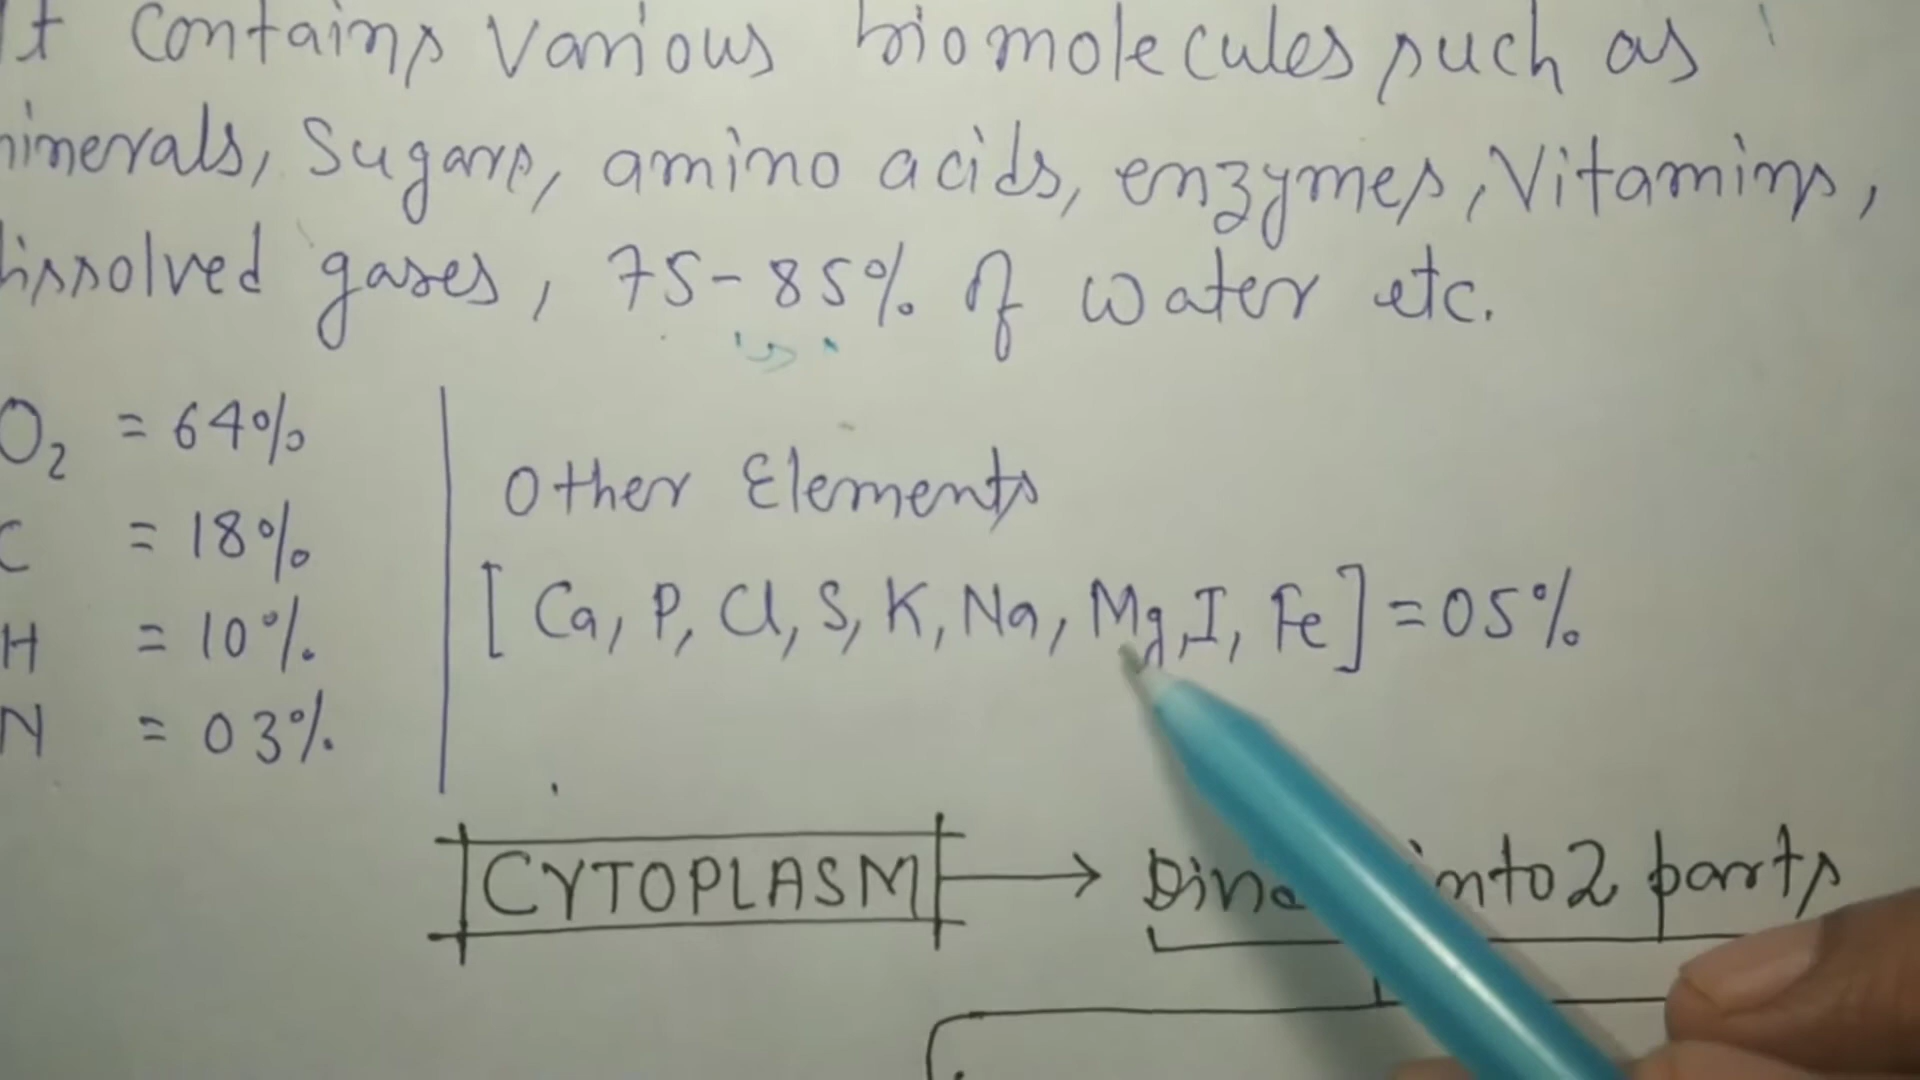 It contains various biomolecules such as
minerals, Sugars, amino acids, enzymes, Vitamins,
dissolved gases, 75-85% of water etc.
O2 = 64%
C = 18%
H = 10%.
N = 03%.
Other Elements
[Ca, P, Cl, S, K, Na, Mg, I, Fe] = 05%
CYTOPLASM → into 2 parts